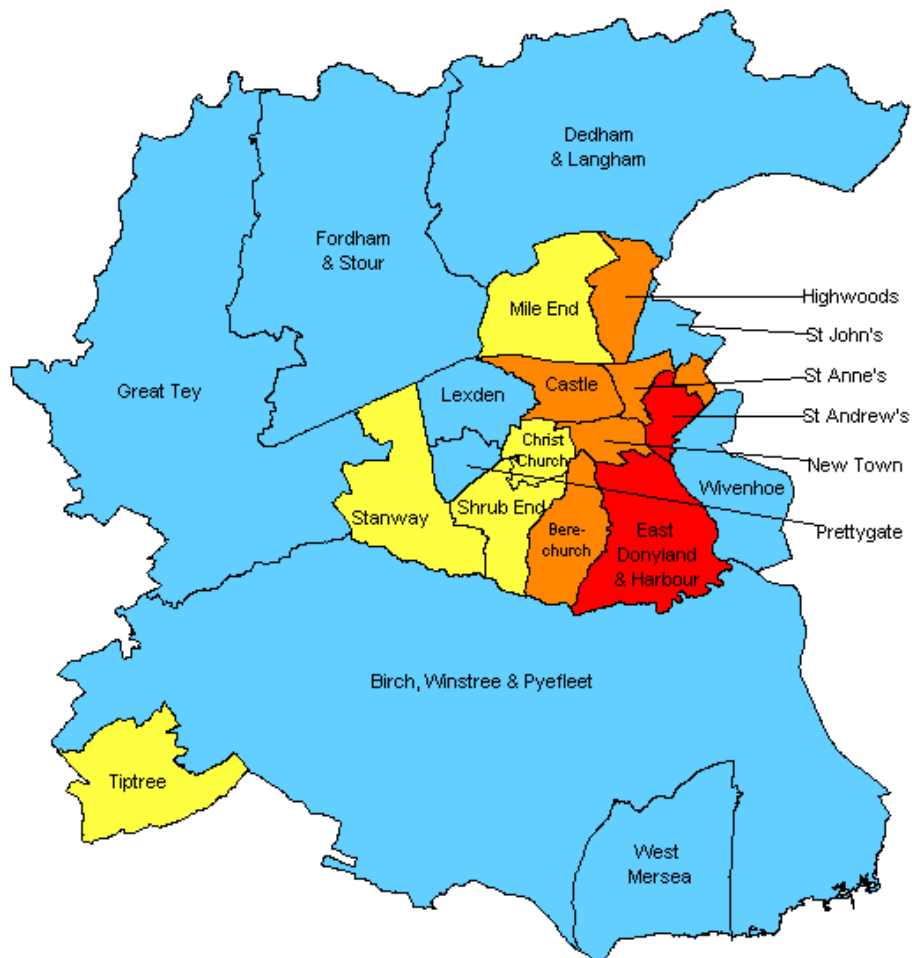 Dedham
& Langham
Fordham
& Stour
Highwoods
Mile End
St John's
Great Tey
Lexden
Castle
St Anne's
St Andrew's
Christ
Church
New Town
Wivenhoe
Stanway
Shrub End
Bere-
church
East
Donyland
& Harbour
Prettygate
Birch, Winstree & Pyefleet
Tiptree
West
Mersea